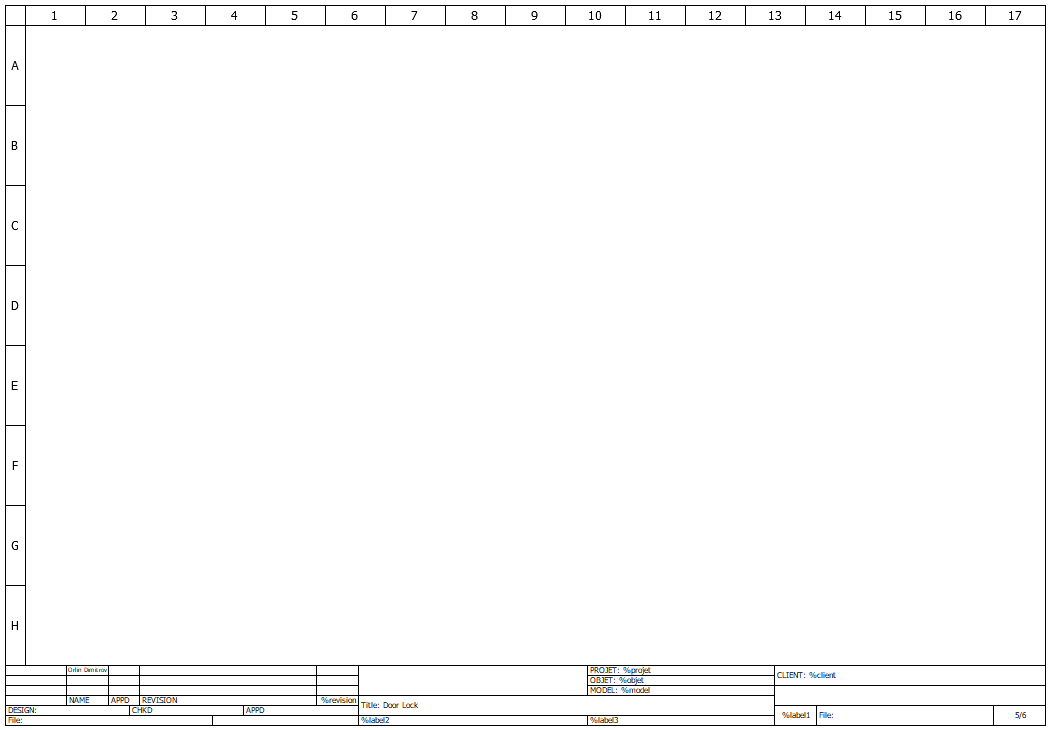 1 2 3 4 5 6 7 8 9 10 11 12 13 14 15 16 17
A
B
C
D
E
F
G
H
Orlin Dimitrov
PROJET: %projet
OBJET: %objet
MODEL: %model
CLIENT: %client
NAME APPD REVISION %revision
DESIGN: CHKD APPD
File:
Title: Door Lock
%label2 %label3
%label1 File: 5/6